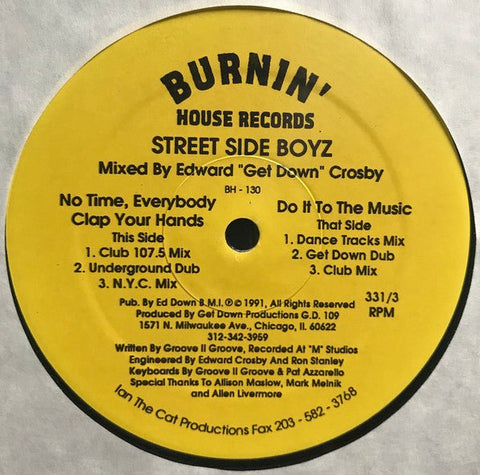 BURNIN'
HOUSE RECORDS
STREET SIDE BOYZ
Mixed By Edward "Get Down" Crosby
BH - 130
No Time, Everybody
Clap Your Hands
This Side
1. Club 107.5 Mix
2. Underground Dub
3. N.Y.C. Mix
Do It To The Music
That Side
1. Dance Tracks Mix
2. Get Down Dub
3. Club Mix
Pub. By Ed Down B.M.I. ℗© 1991, All Rights Reserved
Produced By Get Down Productions G.D. 109
1571 N. Milwaukee Ave., Chicago, Il. 60622
312-342-3959
331/3
RPM
Written By Groove II Groove, Recorded At "M" Studios
Engineered By Edward Crosby And Ron Stanley
Keyboards By Groove II Groove & Pat Azzarello
Special Thanks To Allison Maslow, Mark Melnik
and Allen Livermore
Ian The Cat Productions Fax 203 - 582 - 3768